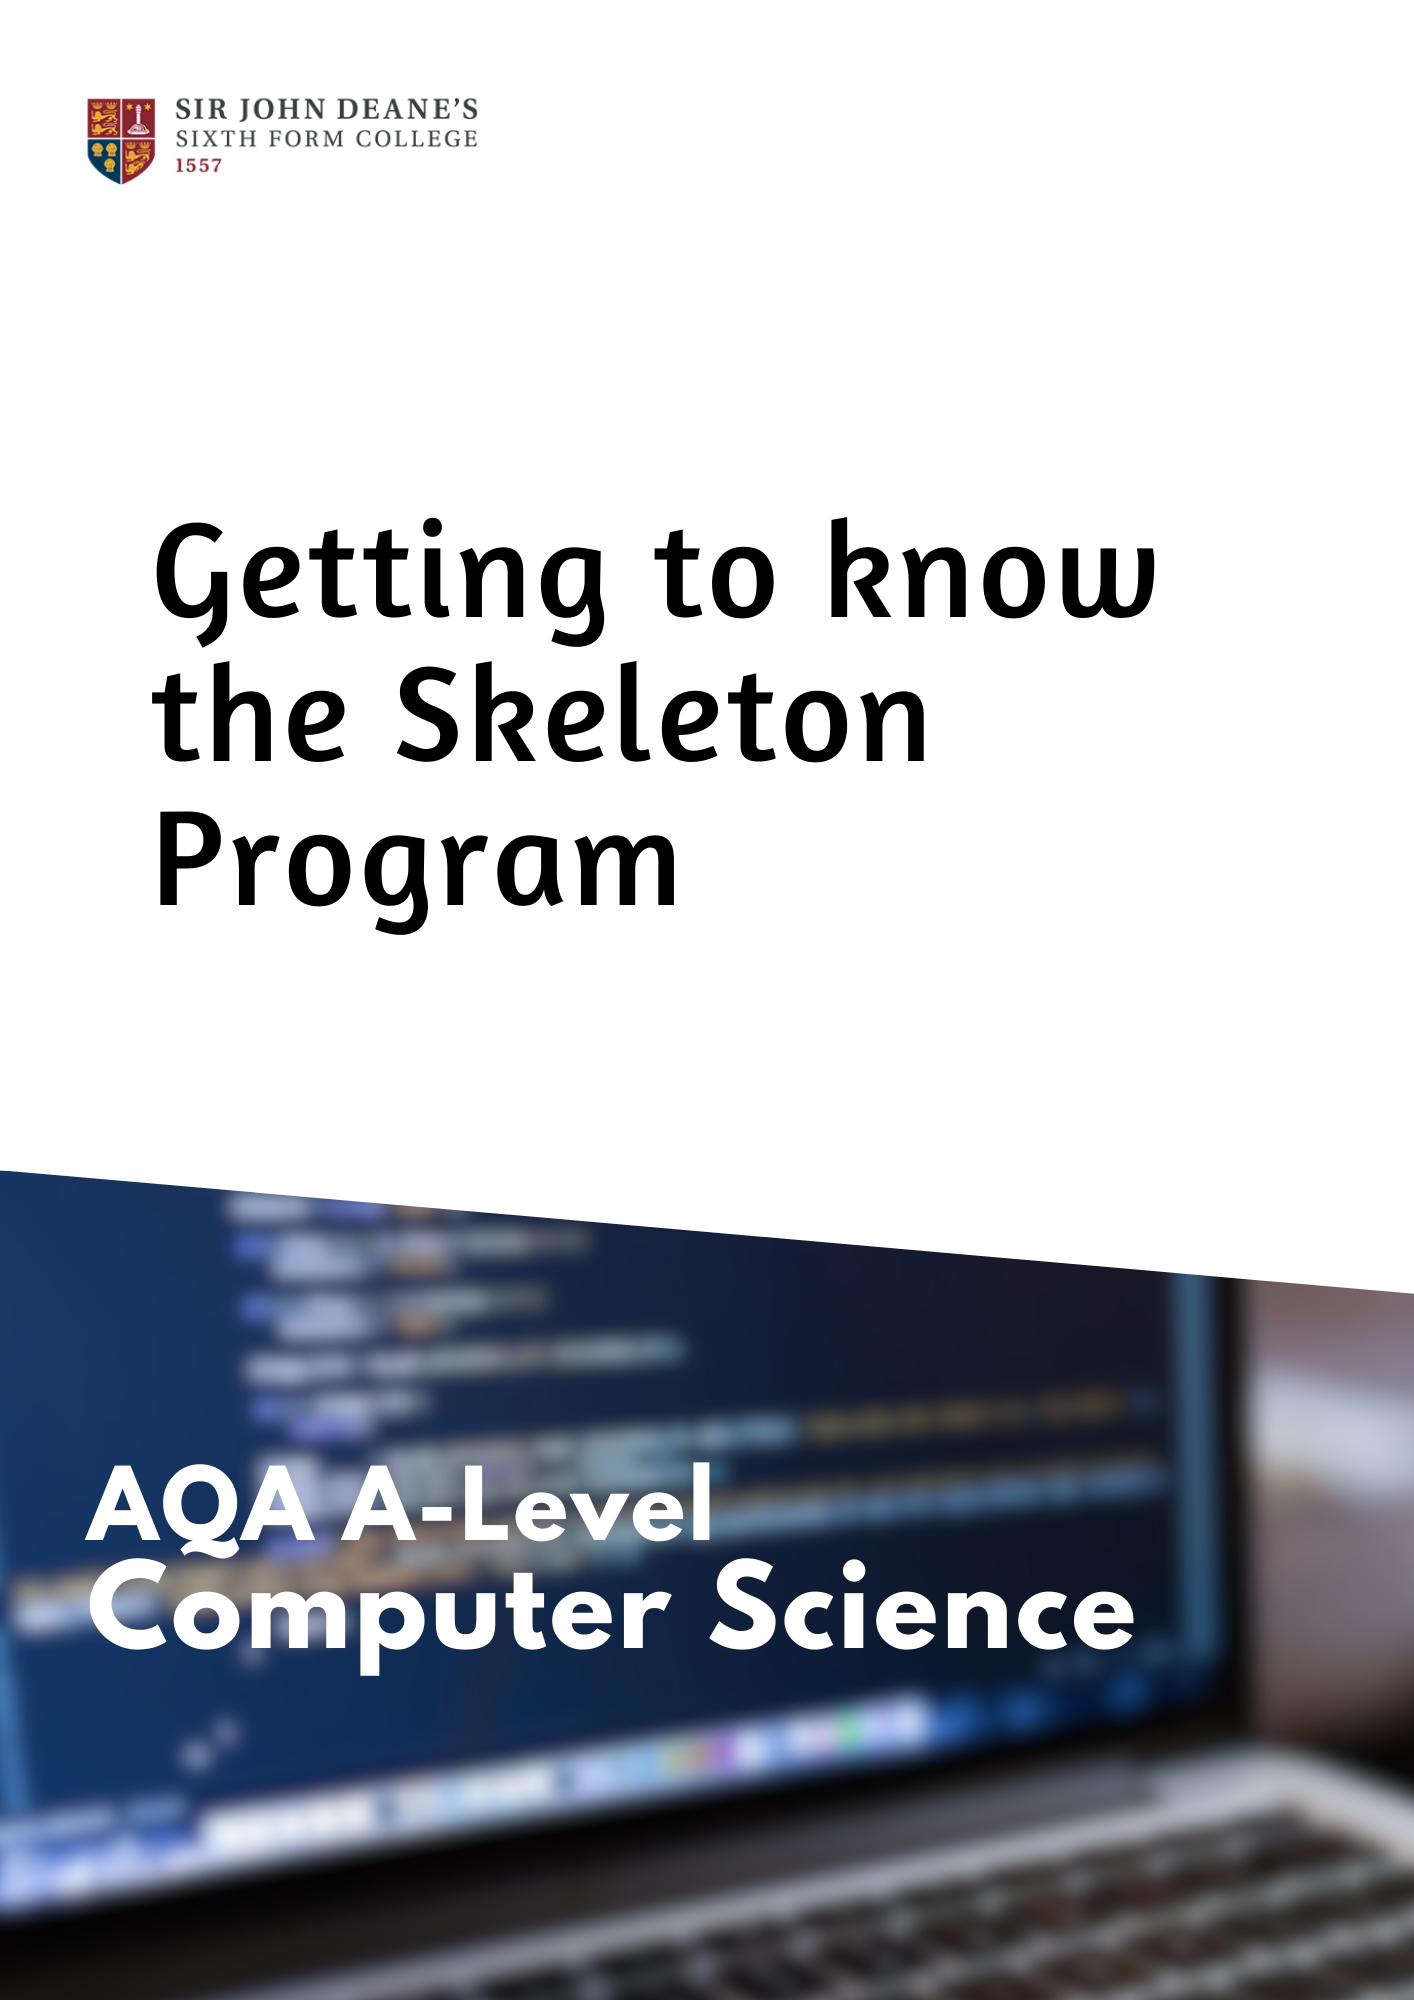 SIR JOHN DEANE'S
SIXTH FORM COLLEGE
1557
Getting to know
the Skeleton
Program
AQA A-Level
Computer Science